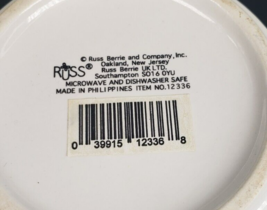 © Russ Berrie and Company, Inc.
Oakland, New Jersey
RUSS® Russ Berrie UK LTD.
Southampton SO16 0YU
MICROWAVE AND DISHWASHER SAFE
MADE IN PHILIPPINES ITEM NO. 12336
0 39915 12336 8